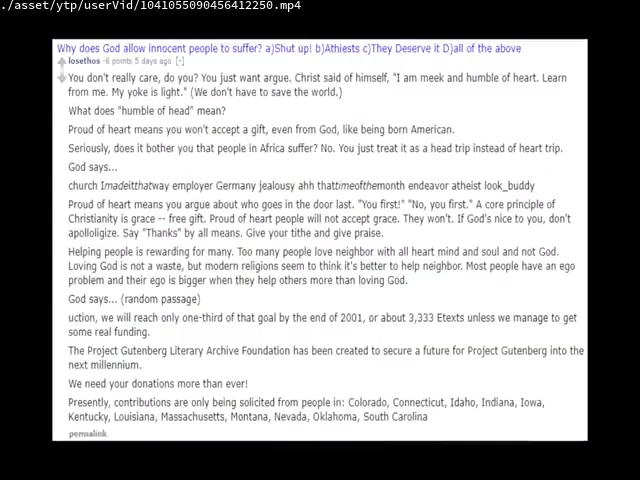 ./asset/ytp/userVid/1041055090456412250.mp4
Why does God allow innocent people to suffer? a)Shut up! b)Athiests c)They Deserve it D)all of the above
losethos -6 points 5 days ago [-]
You don't really care, do you? You just want argue. Christ said of himself, "I am meek and humble of heart. Learn
from me. My yoke is light." (We don't have to save the world.)
What does "humble of head" mean?
Proud of heart means you won't accept a gift, even from God, like being born American.
Seriously, does it bother you that people in Africa suffer? No. You just treat it as a head trip instead of heart trip.
God says...
church Imadeitthatway employer Germany jealousy ahh thattimeofthemonth endeavor atheist look_buddy
Proud of heart means you argue about who goes in the door last. "You first!" "No, you first." A core principle of
Christianity is grace -- free gift. Proud of heart people will not accept grace. They won't. If God's nice to you, don't
apolloligize. Say "Thanks" by all means. Give your tithe and give praise.
Helping people is rewarding for many. Too many people love neighbor with all heart mind and soul and not God.
Loving God is not a waste, but modern religions seem to think it's better to help neighbor. Most people have an ego
problem and their ego is bigger when they help others more than loving God.
God says... (random passage)
uction, we will reach only one-third of that goal by the end of 2001, or about 3,333 Etexts unless we manage to get
some real funding.
The Project Gutenberg Literary Archive Foundation has been created to secure a future for Project Gutenberg into the
next millennium.
We need your donations more than ever!
Presently, contributions are only being solicited from people in: Colorado, Connecticut, Idaho, Indiana, Iowa,
Kentucky, Louisiana, Massachusetts, Montana, Nevada, Oklahoma, South Carolina
permalink